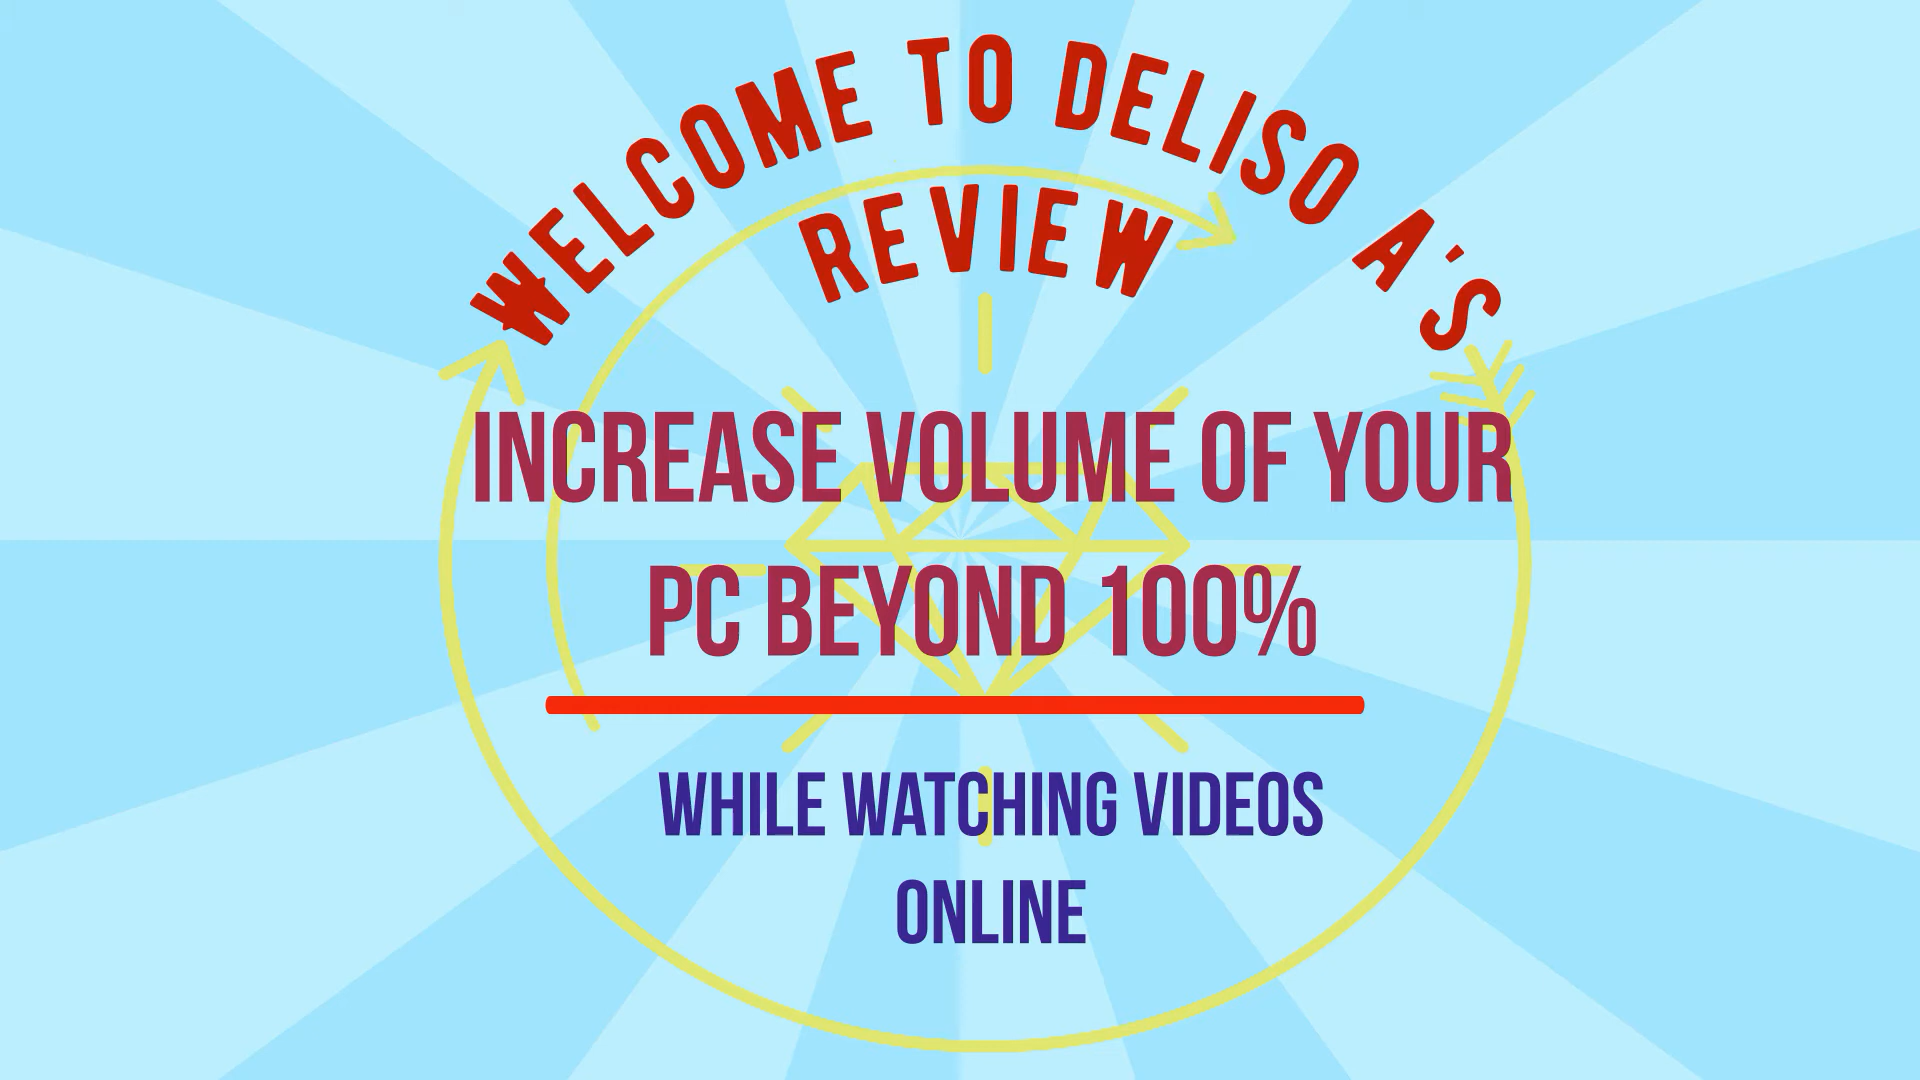 WELCOME TO DELISO A'S
REVIEW
INCREASE VOLUME OF YOUR
PC BEYOND 100%
WHILE WATCHING VIDEOS
ONLINE